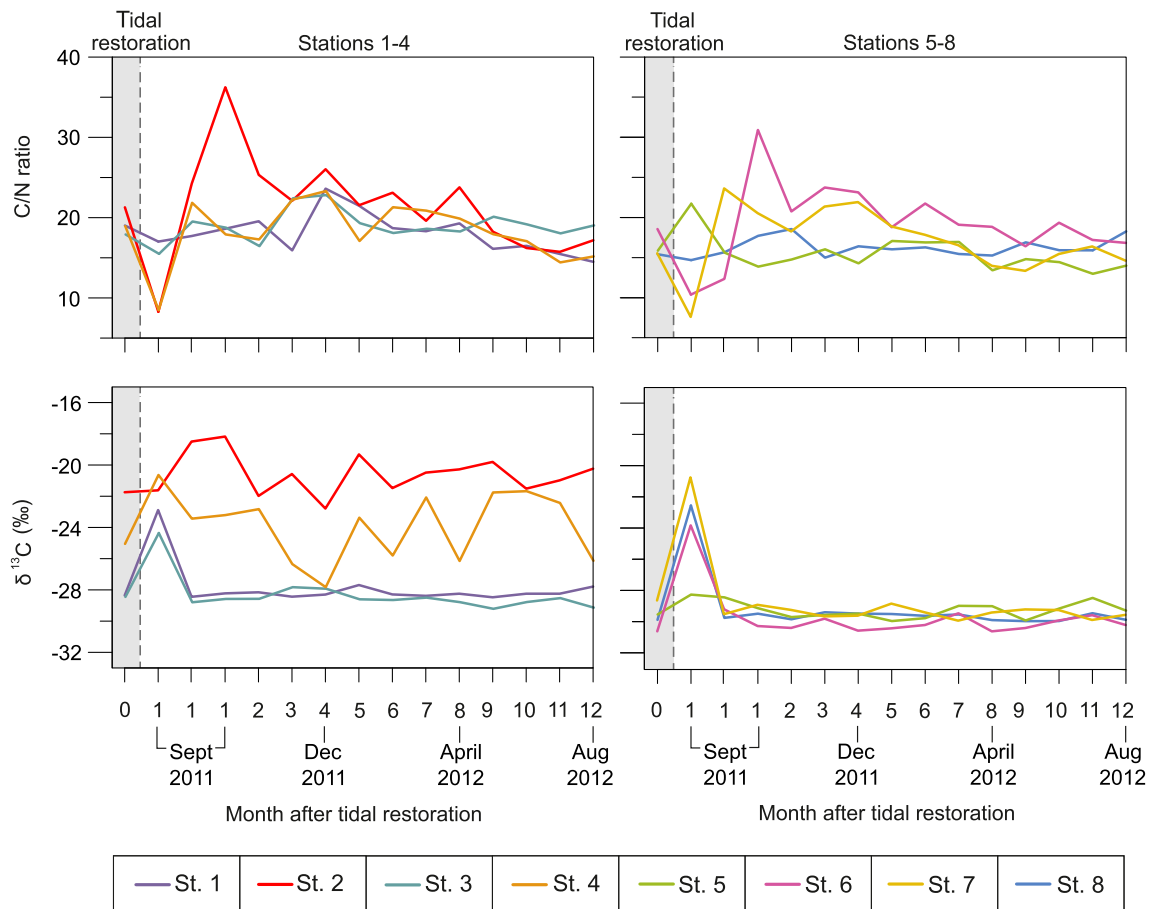 Tidal restoration
Stations 1-4
Tidal restoration
Stations 5-8
C/N ratio
40
30
20
10
δ ¹³C (‰)
-16
-20
-24
-28
-32
0 1 1 1 2 3 4 5 6 7 8 9 10 11 12
Sept 2011
Dec 2011
April 2012
Aug 2012
Month after tidal restoration
0 1 1 1 2 3 4 5 6 7 8 9 10 11 12
Sept 2011
Dec 2011
April 2012
Aug 2012
Month after tidal restoration
St. 1 St. 2 St. 3 St. 4 St. 5 St. 6 St. 7 St. 8